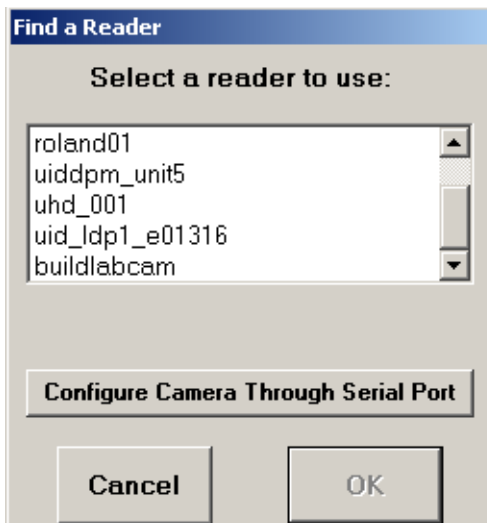 Find a Reader
Select a reader to use:
roland01
uiddpm_unit5
uhd_001
uid_ldp1_e01316
buildlabcam
Configure Camera Through Serial Port
Cancel
OK